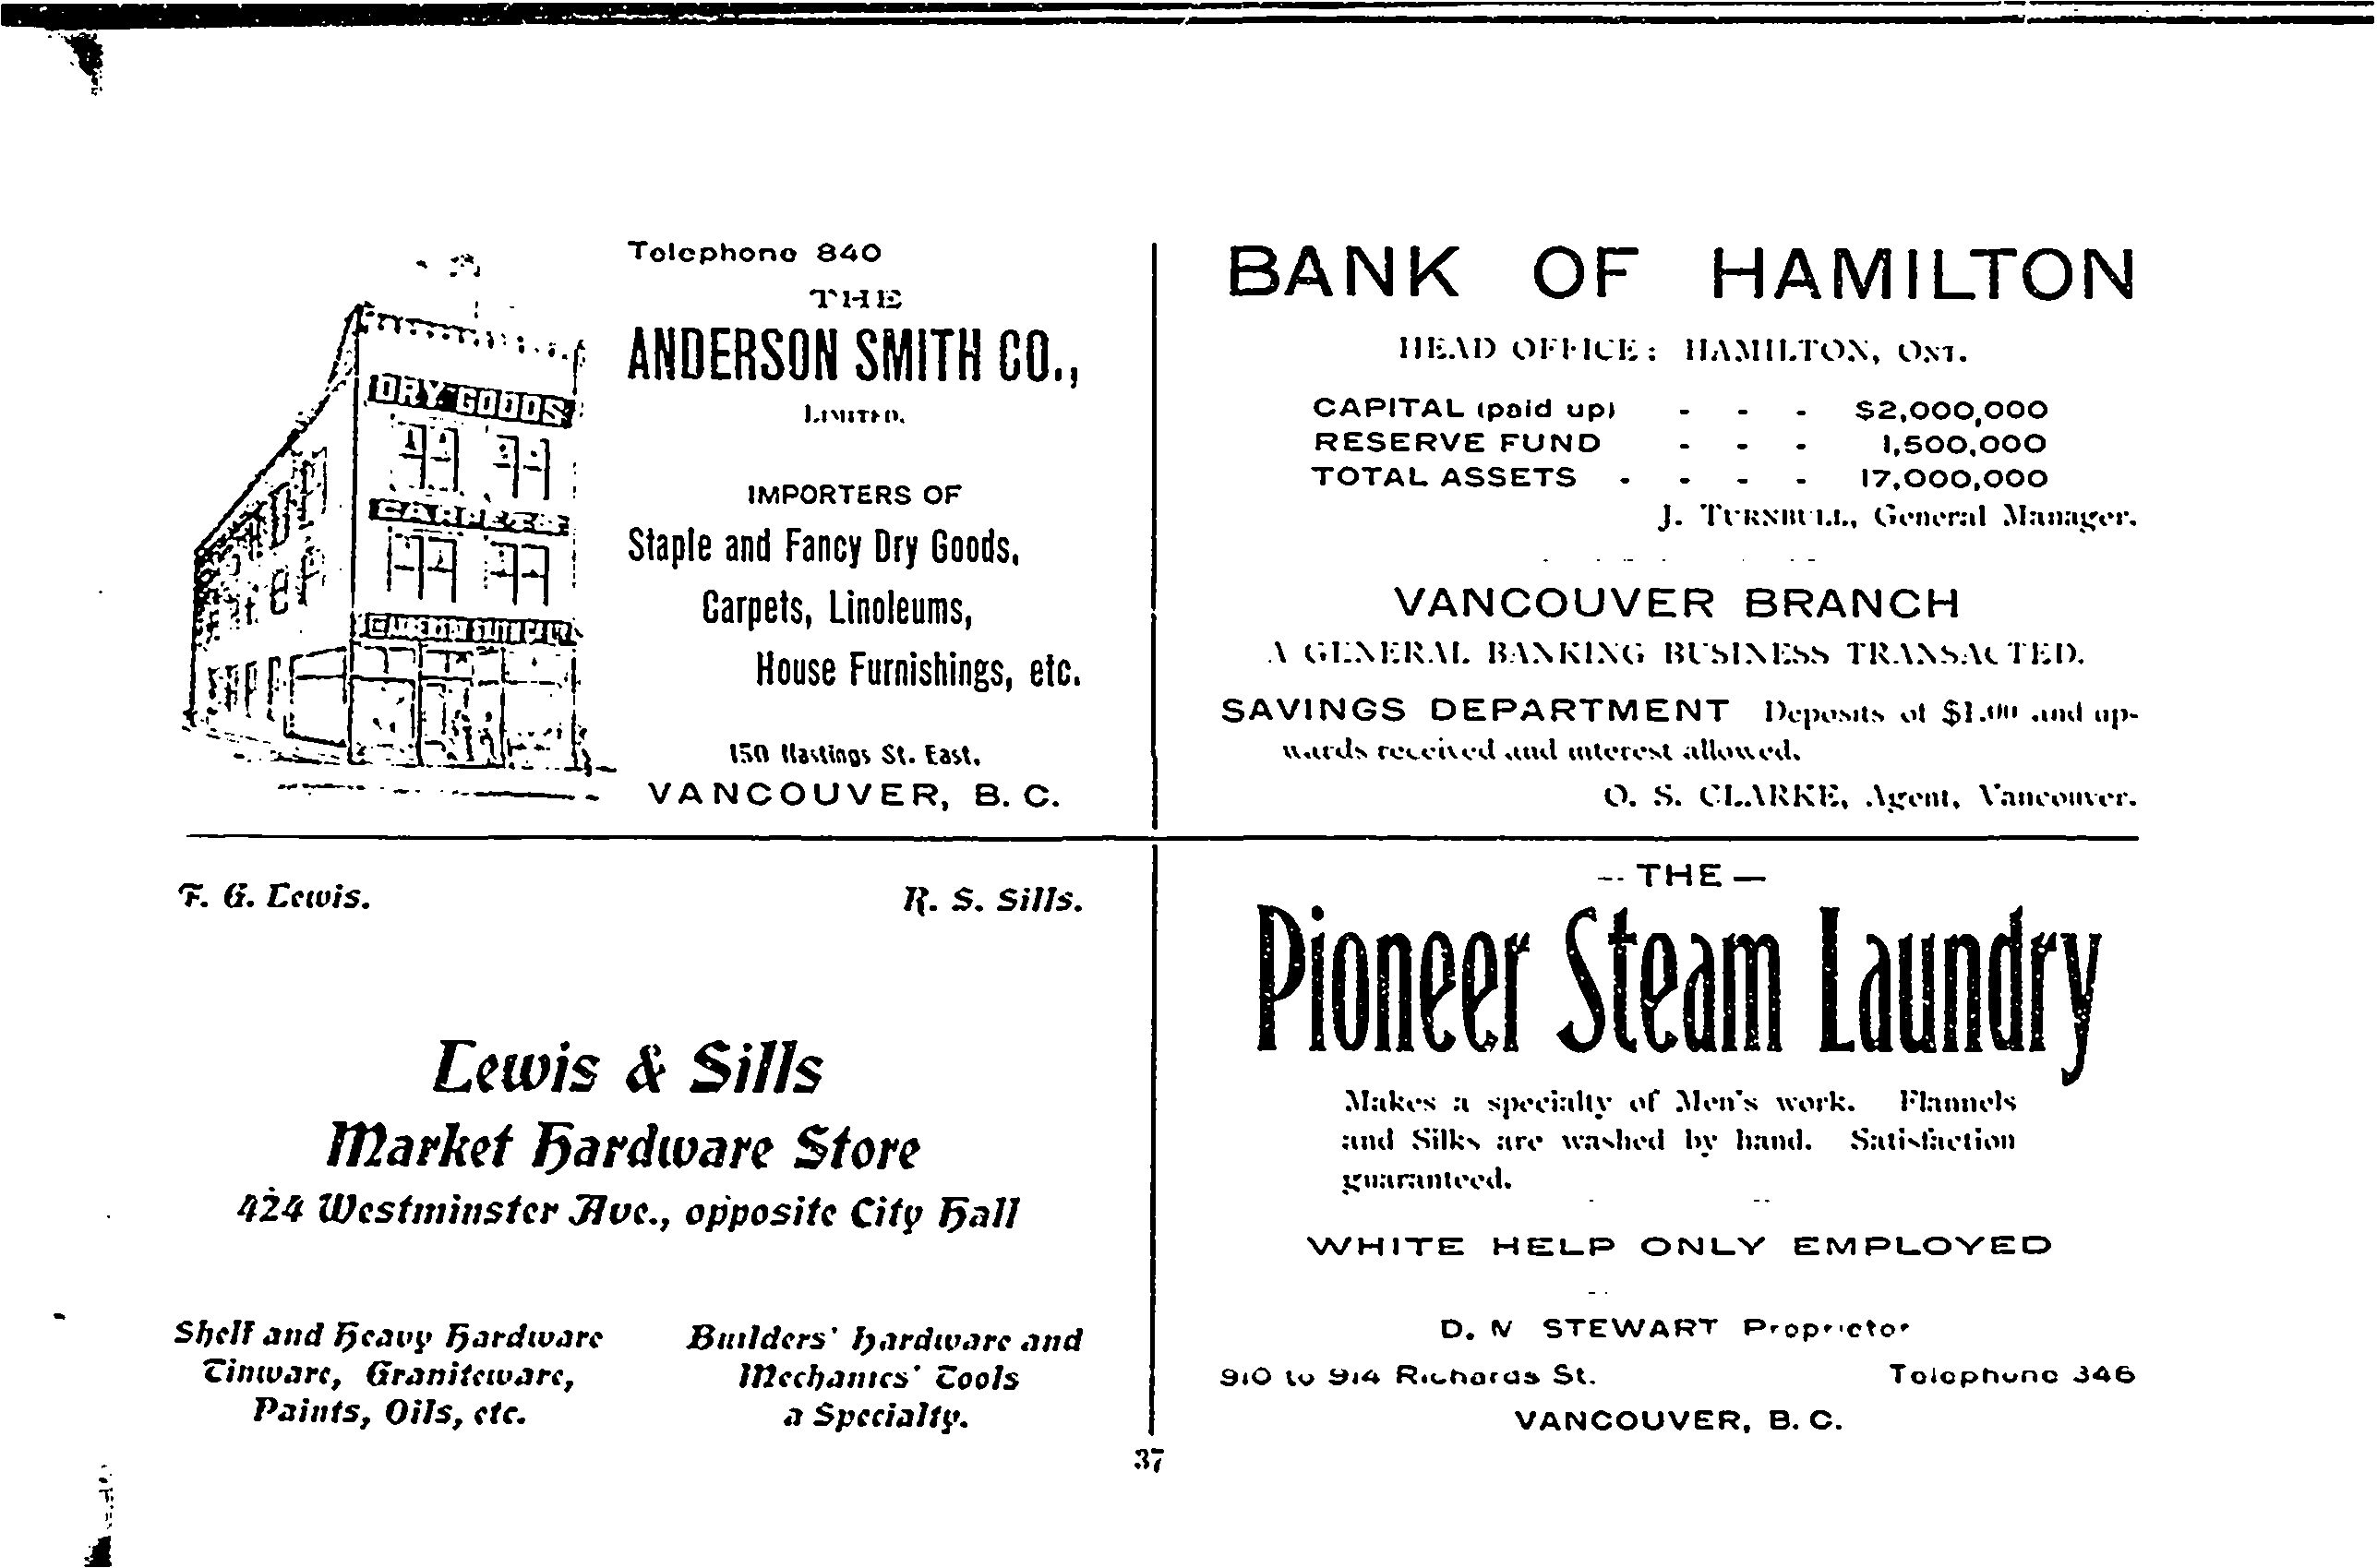 Telephone 840
THE
ANDERSON SMITH CO.,
LIMITED.
IMPORTERS OF
Staple and Fancy Dry Goods,
Carpets, Linoleums,
House Furnishings, etc.
150 Hastings St. East.
VANCOUVER, B. C.
DRY GOODS
CARPETS
BANK OF HAMILTON
HEAD OFFICE: HAMILTON, ONT.
CAPITAL (paid up) - - - $2,000,000
RESERVE FUND - - - 1,500,000
TOTAL ASSETS - - - - 17,000,000
J. TURNBULL, General Manager.
VANCOUVER BRANCH
A GENERAL BANKING BUSINESS TRANSACTED.
SAVINGS DEPARTMENT Deposits of $1.00 and up-
wards received and interest allowed.
O. S. CLARKE, Agent, Vancouver.
F. G. Lewis. R. S. Sills.
Lewis & Sills
Market Hardware Store
424 Westminster Ave., opposite City Hall
Shelf and Heavy Hardware
Tinware, Graniteware,
Paints, Oils, etc.
Builders' Hardware and
Mechanics' Tools
a Specialty.
-- THE —
Pioneer Steam Laundry
Makes a specialty of Men's work. Flannels
and Silks are washed by hand. Satisfaction
guaranteed.
WHITE HELP ONLY EMPLOYED
D. STEWART Proprietor
910 to 914 Richards St. Telephone 346
VANCOUVER, B. C.
37